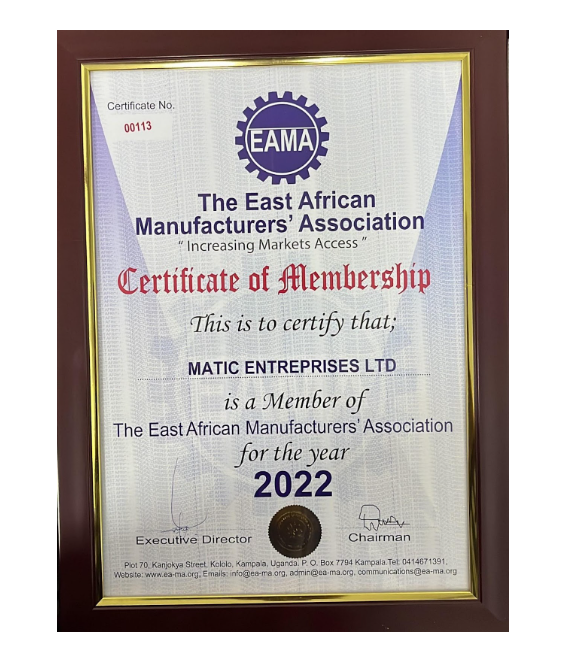 Certificate No.
00113
EAMA
The East African
Manufacturers' Association
" Increasing Markets Access "
Certificate of Membership
This is to certify that;
MATIC ENTREPRISES LTD
is a Member of
The East African Manufacturers' Association
for the year
2022
Executive Director
Chairman
Plot 70, Kanjokya Street, Kololo, Kampala, Uganda, P. O. Box 7794 Kampala.Tel: 0414671391,
Website: www.ea-ma.org, Emails: info@ea-ma.org, admin@ea-ma.org, communications@ea-ma.org